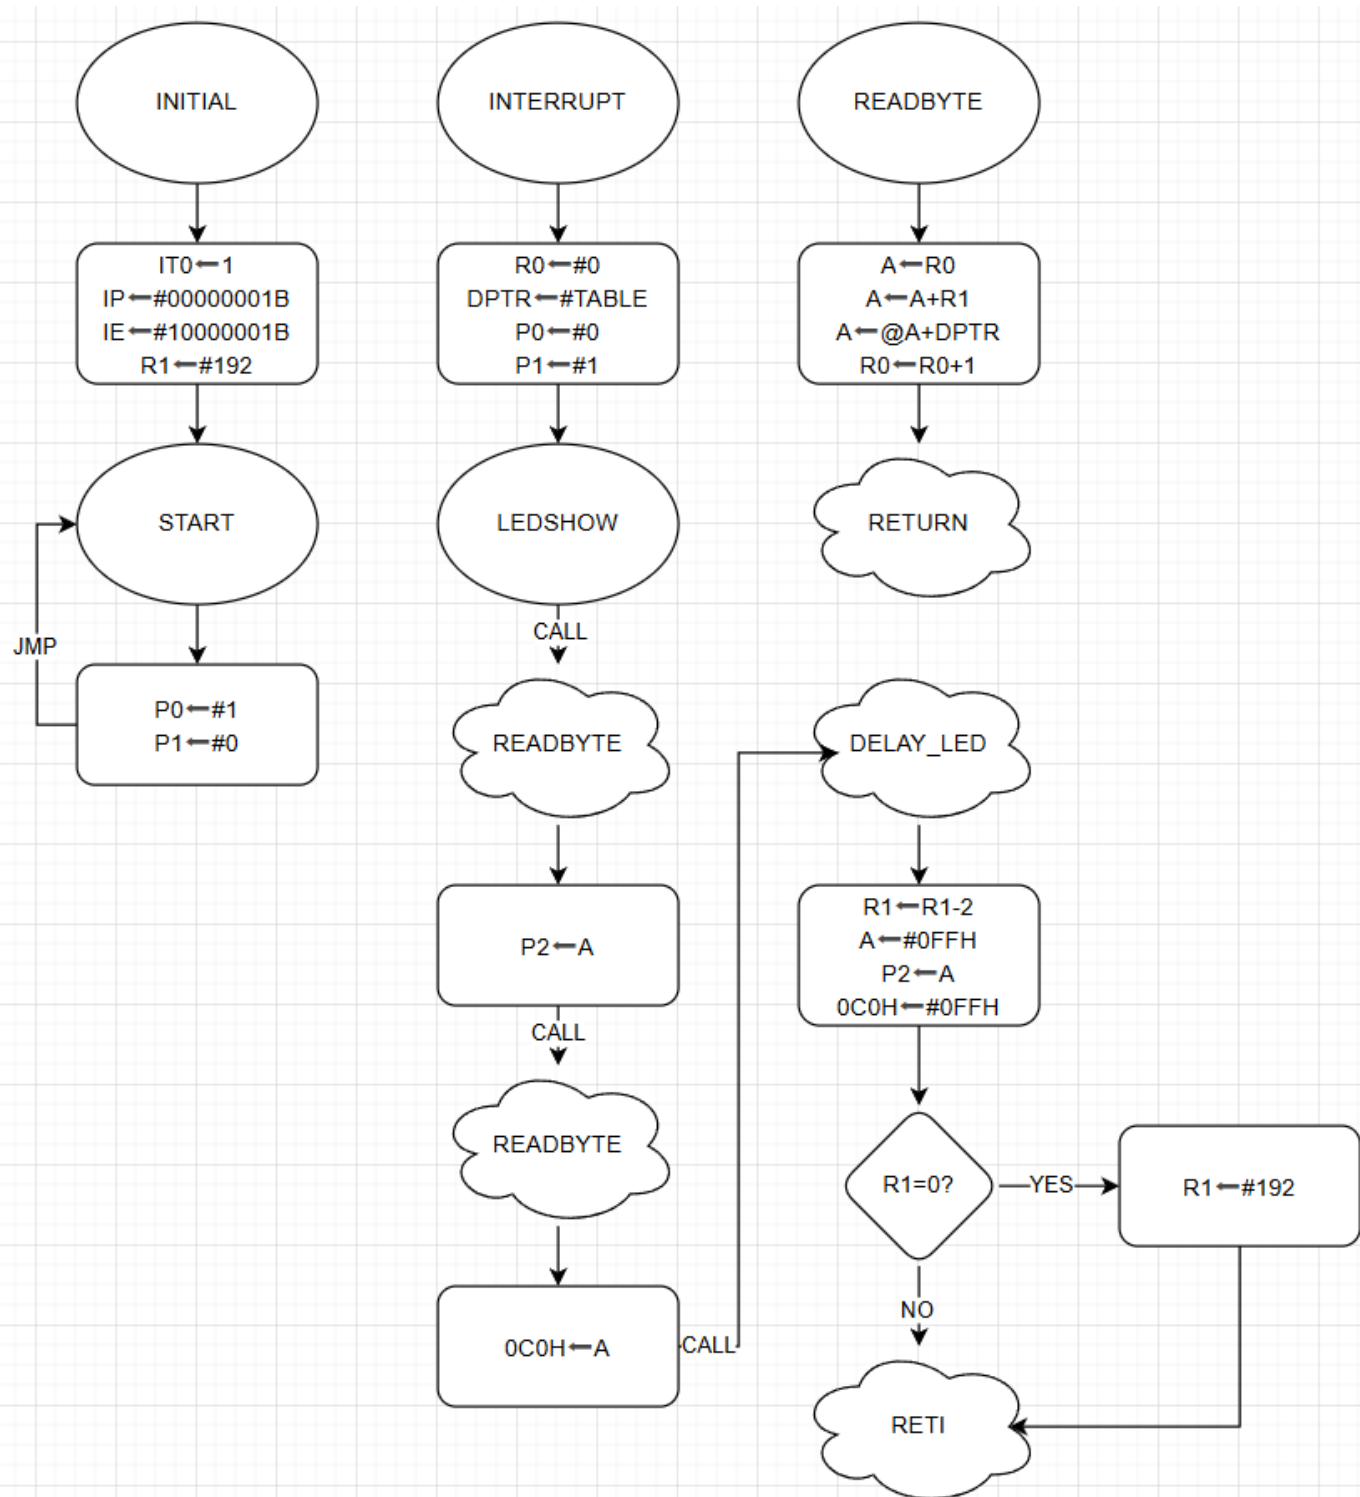 INITIAL
IT0←1
IP←#00000001B
IE←#10000001B
R1←#192
START
JMP
P0←#1
P1←#0
INTERRUPT
R0←#0
DPTR←#TABLE
P0←#0
P1←#1
LEDSHOW
CALL
READBYTE
P2←A
CALL
READBYTE
0C0H←A
CALL
READBYTE
A←R0
A←A+R1
A←@A+DPTR
R0←R0+1
RETURN
DELAY_LED
R1←R1-2
A←#0FFH
P2←A
0C0H←#0FFH
R1=0?
YES
R1←#192
NO
RETI